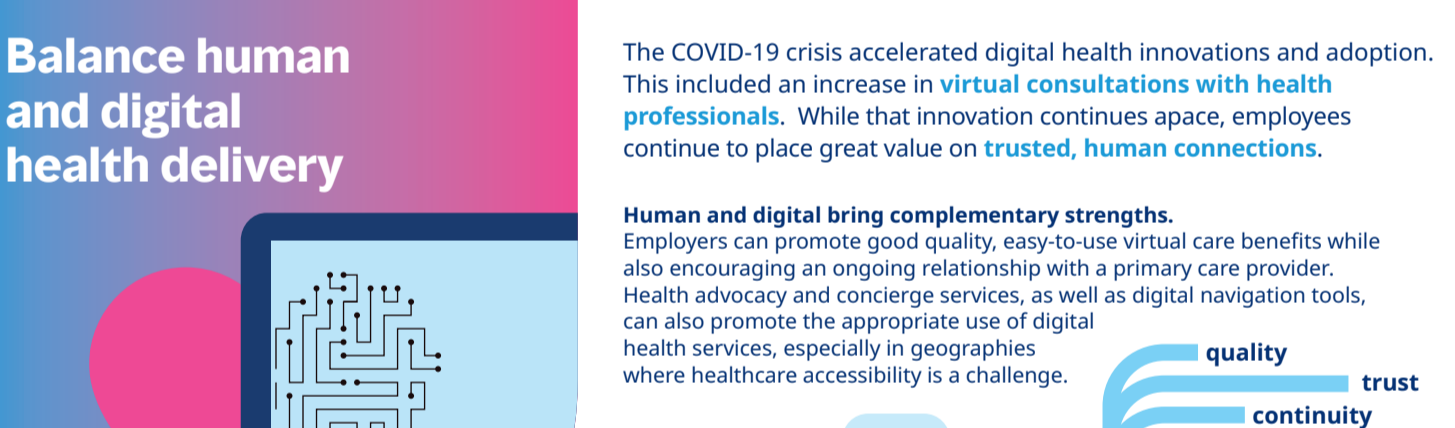 Balance human
and digital
health delivery
The COVID-19 crisis accelerated digital health innovations and adoption.
This included an increase in virtual consultations with health
professionals.  While that innovation continues apace, employees
continue to place great value on trusted, human connections.
Human and digital bring complementary strengths.
Employers can promote good quality, easy-to-use virtual care benefits while
also encouraging an ongoing relationship with a primary care provider.
Health advocacy and concierge services, as well as digital navigation tools,
can also promote the appropriate use of digital
health services, especially in geographies
where healthcare accessibility is a challenge.
quality
trust
continuity